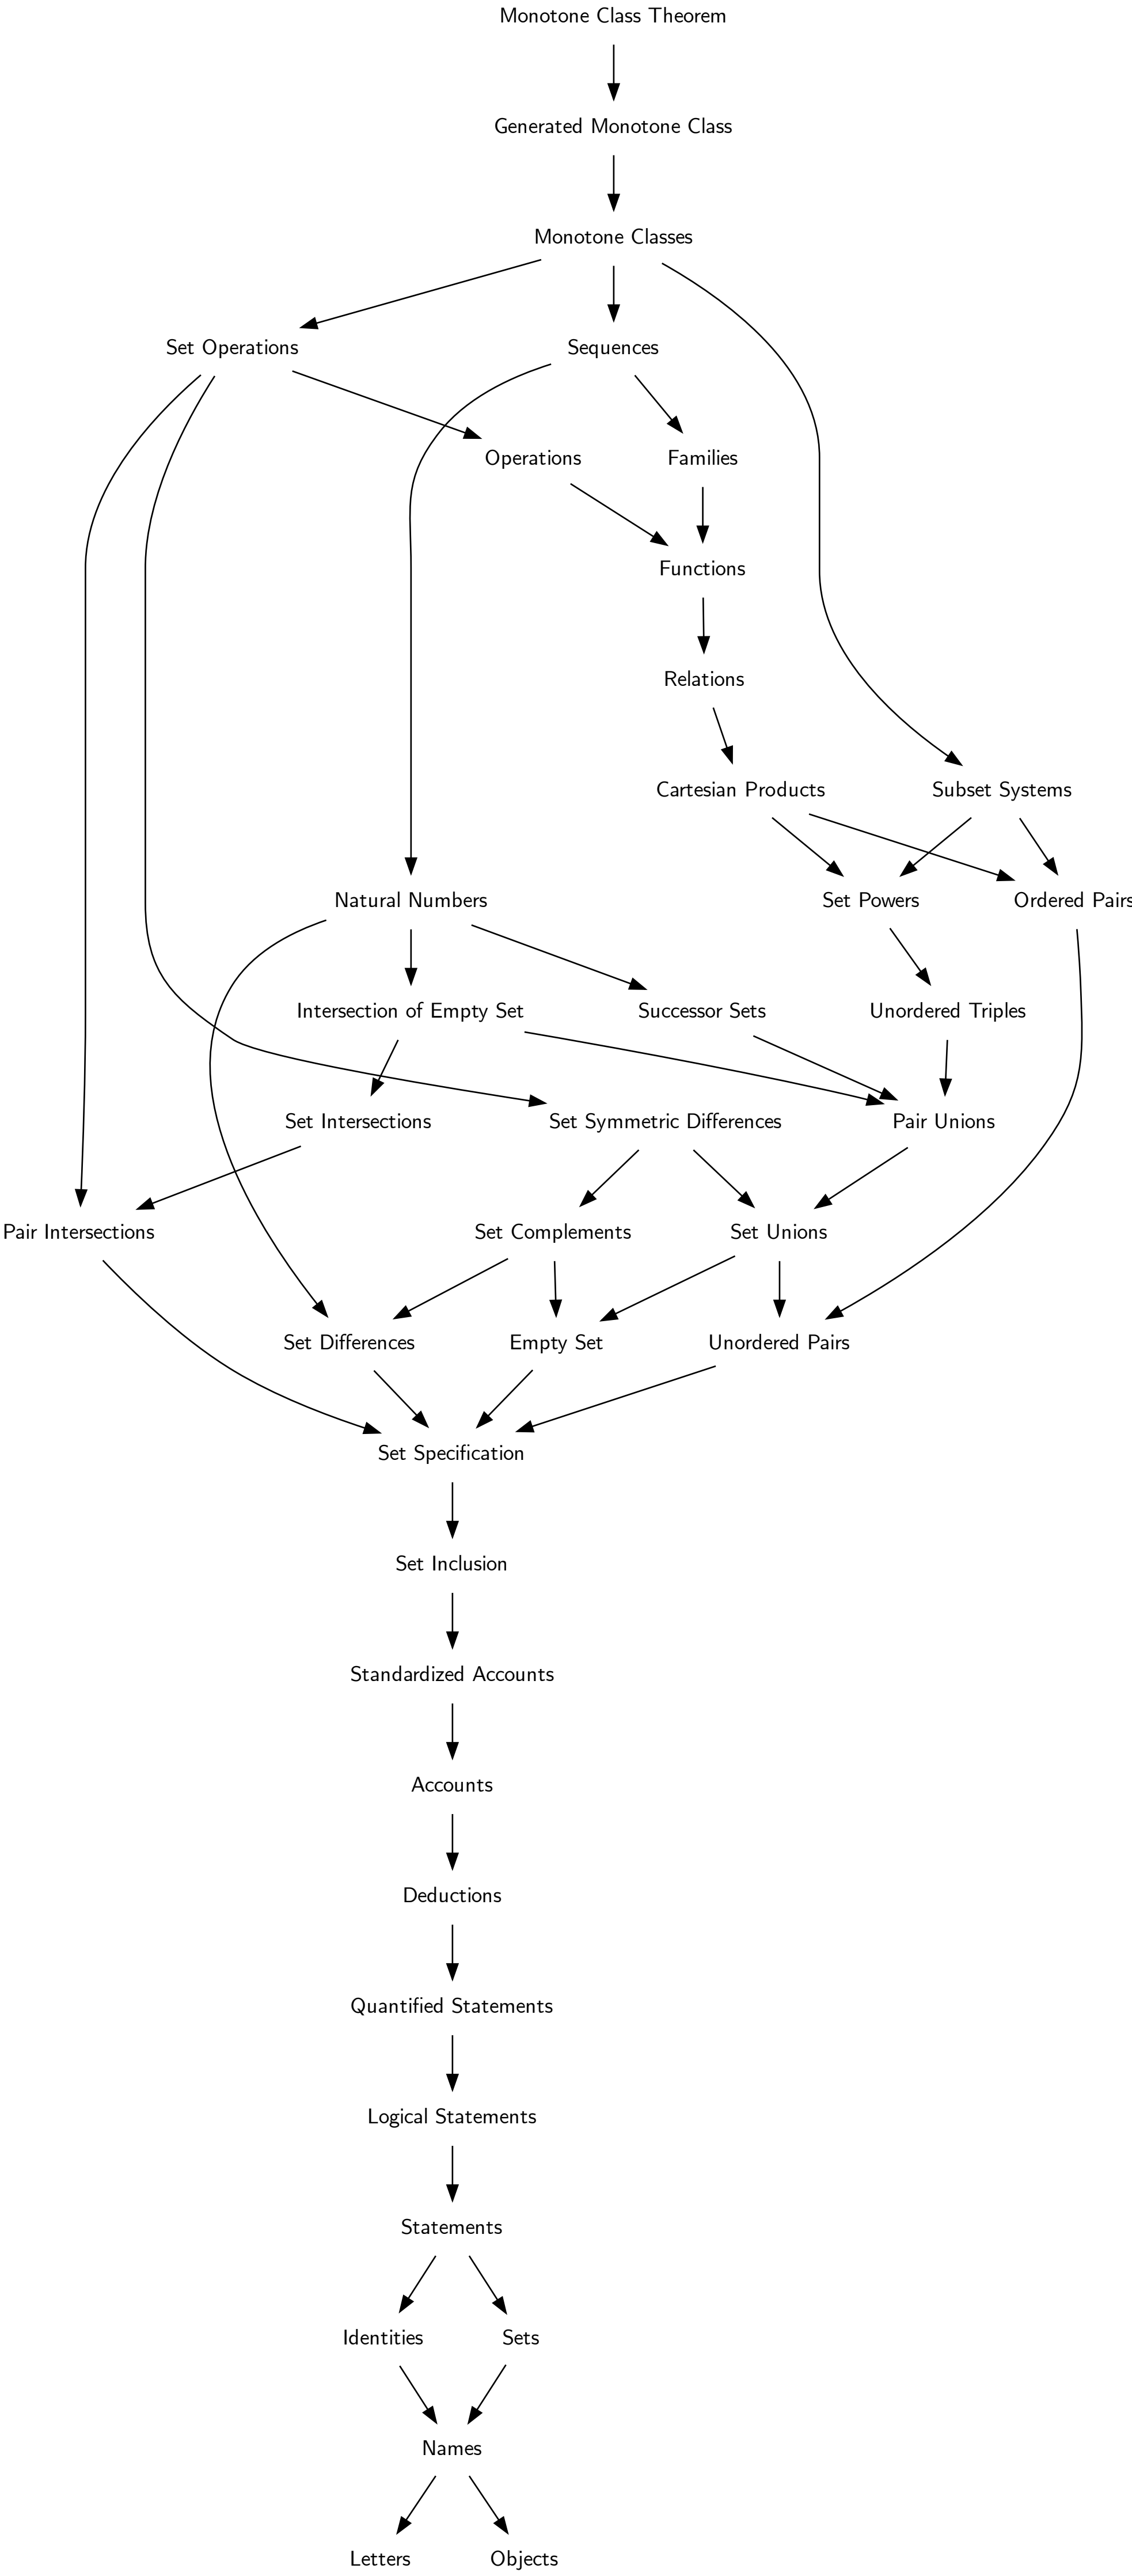 Monotone Class Theorem
Generated Monotone Class
Monotone Classes
Set Operations
Sequences
Operations
Families
Functions
Relations
Cartesian Products
Subset Systems
Natural Numbers
Set Powers
Ordered Pairs
Intersection of Empty Set
Successor Sets
Unordered Triples
Set Intersections
Set Symmetric Differences
Pair Unions
Pair Intersections
Set Complements
Set Unions
Set Differences
Empty Set
Unordered Pairs
Set Specification
Set Inclusion
Standardized Accounts
Accounts
Deductions
Quantified Statements
Logical Statements
Statements
Identities
Sets
Names
Letters
Objects